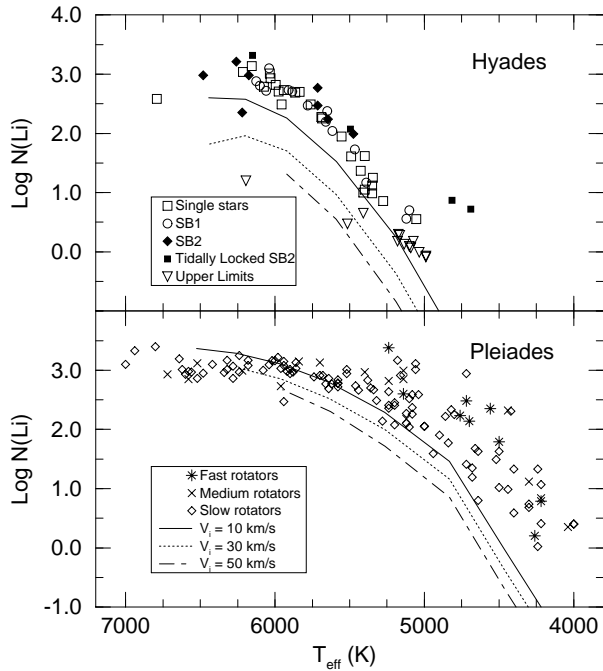 4.0
Hyades
3.0
2.0
1.0
0.0
Log N(Li)
Single stars
SB1
SB2
Tidally Locked SB2
Upper Limits
Pleiades
3.0
2.0
1.0
0.0
-1.0
Log N(Li)
Fast rotators
Medium rotators
Slow rotators
V_i = 10 km/s
V_i = 30 km/s
V_i = 50 km/s
7000 6000 5000 4000
T_eff (K)